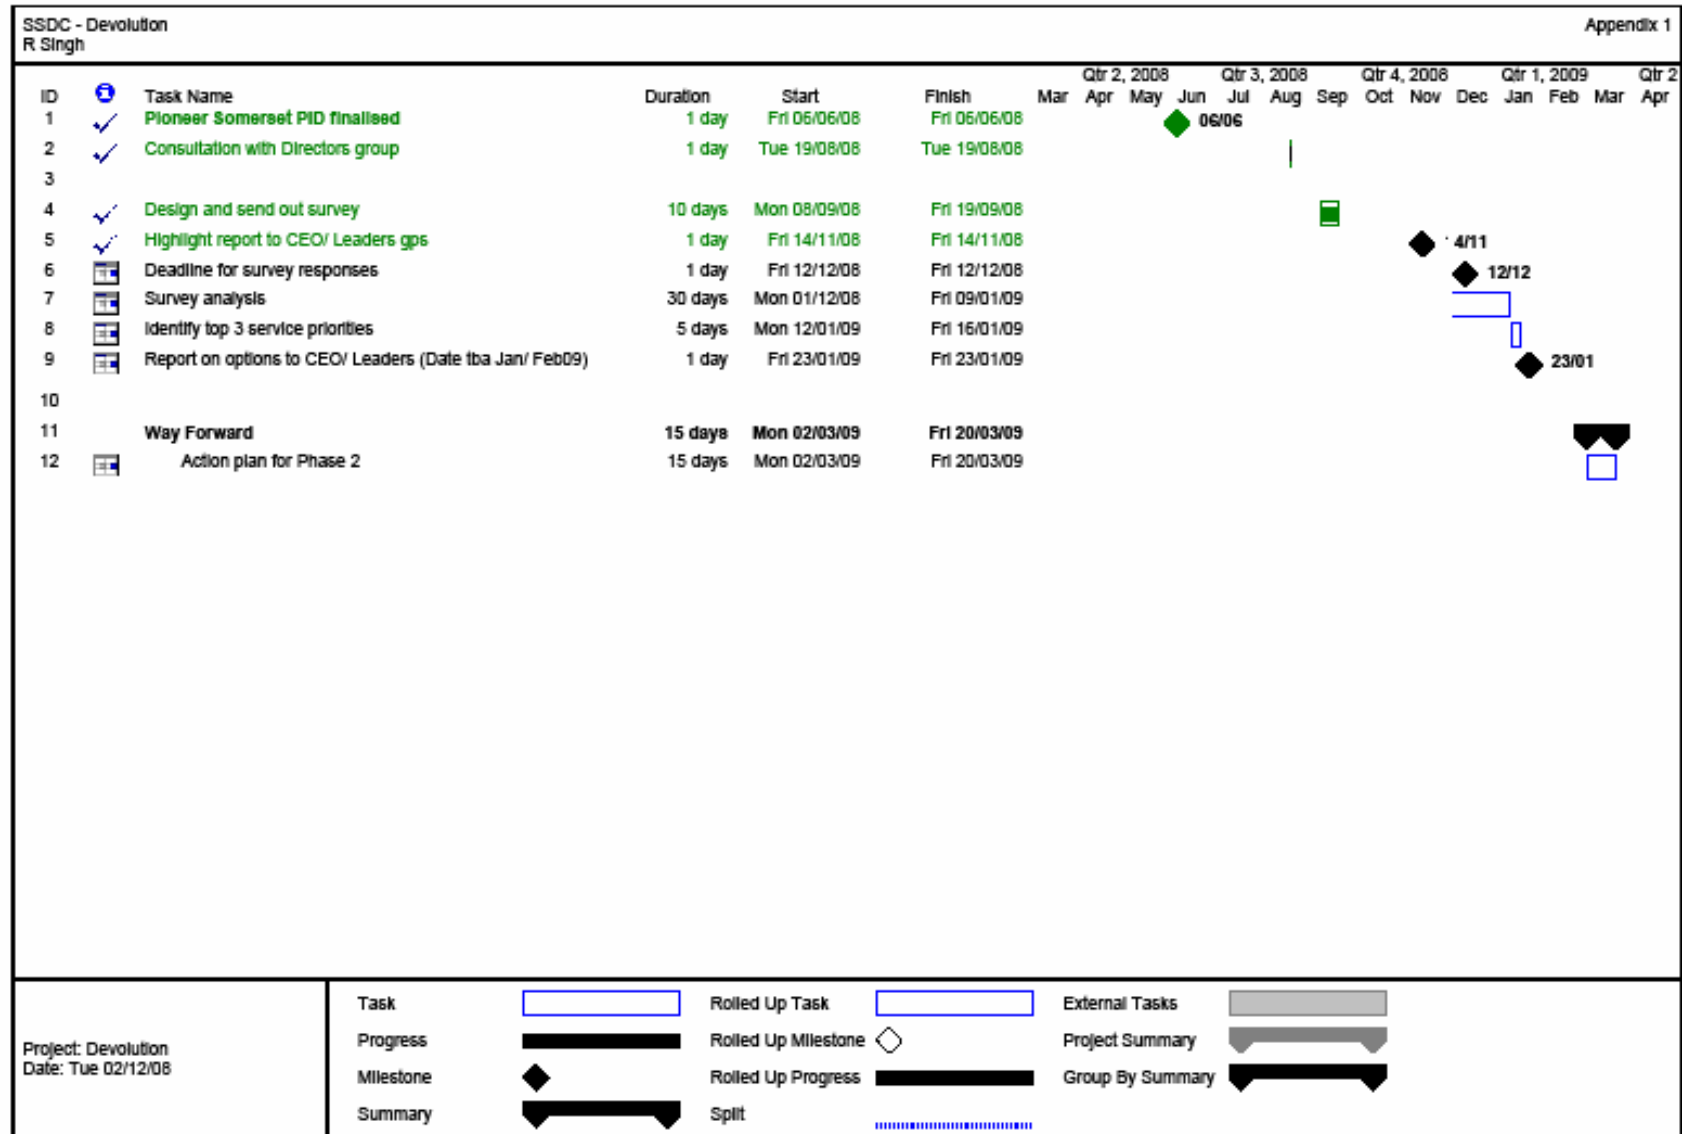 SSDC - Devolution
R Singh
Appendix 1
Qtr 2, 2008 Qtr 3, 2008 Qtr 4, 2008 Qtr 1, 2009 Qtr 2
ID Task Name Duration Start Finish Mar Apr May Jun Jul Aug Sep Oct Nov Dec Jan Feb Mar Apr
1 Pioneer Somerset PID finalised 1 day Fri 06/06/08 Fri 06/06/08 06/06
2 Consultation with Directors group 1 day Tue 19/08/08 Tue 19/08/08
3
4 Design and send out survey 10 days Mon 08/09/08 Fri 19/09/08
5 Highlight report to CEO/ Leaders gps 1 day Fri 14/11/08 Fri 14/11/08 4/11
6 Deadline for survey responses 1 day Fri 12/12/08 Fri 12/12/08 12/12
7 Survey analysis 30 days Mon 01/12/08 Fri 09/01/09
8 Identify top 3 service priorities 5 days Mon 12/01/09 Fri 16/01/09
9 Report on options to CEO/ Leaders (Date tba Jan/ Feb09) 1 day Fri 23/01/09 Fri 23/01/09 23/01
10
11 Way Forward 15 days Mon 02/03/09 Fri 20/03/09
12 Action plan for Phase 2 15 days Mon 02/03/09 Fri 20/03/09
Project: Devolution
Date: Tue 02/12/08
Task Rolled Up Task External Tasks
Progress Rolled Up Milestone Project Summary
Milestone Rolled Up Progress Group By Summary
Summary Split